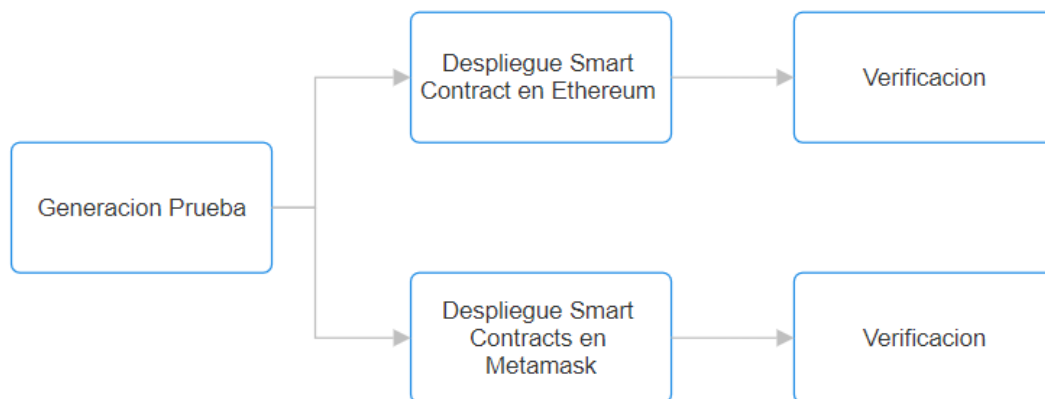 Generacion Prueba
Despliegue Smart
Contract en Ethereum
Verificacion
Despliegue Smart
Contracts en
Metamask
Verificacion